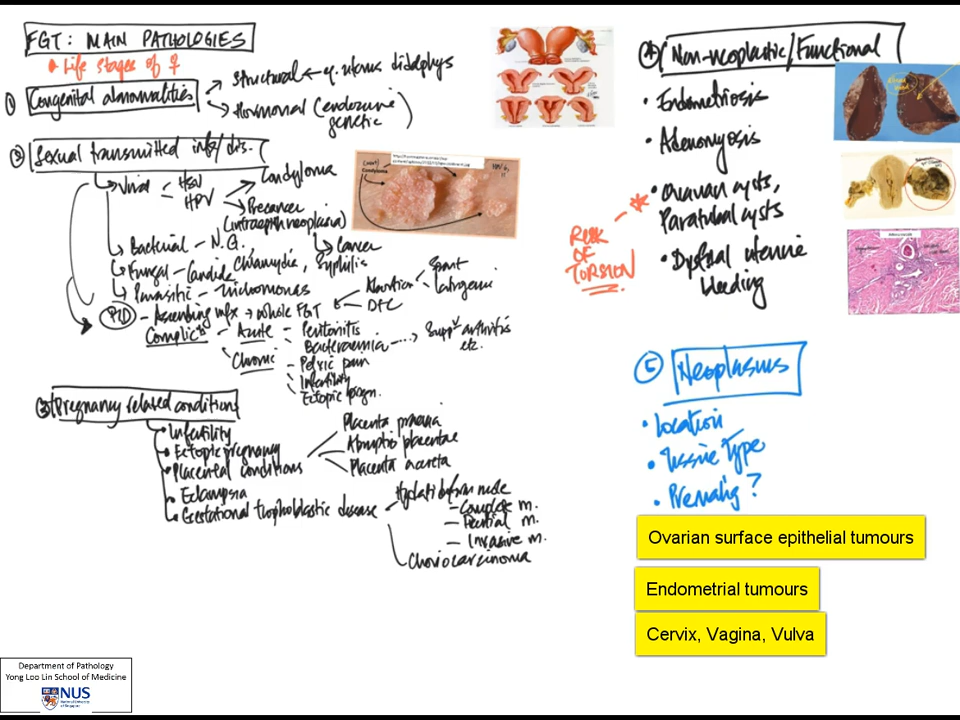 FGT: MAIN PATHOLOGIES
• Life stages of ♀
① Congenital abnormalities
Structural ← eg. uterus didelphys
Hormonal (endocrine
genetic)
② Sexual transmitted infs/dis.
Viral – HSV
HPV
Condyloma
Precancer
(intraepith neoplasia)
Cancer
Bacterial – N.G., Chlamydia, Syphilis
Fungal – Candida
Parasitic – Trichomonas
PID – Ascending infx → whole FGT
Abortion
Spont
Iatrogenic
Complicˢ
Acute – Peritonitis
– Bacteraemia
arthritis
etc.
Chronic – Pelvic pain
– Infertility
– Ectopic pregn.
③ Pregnancy related conditions
• Infertility
• Ectopic pregnancy
• Placental conditions
Placenta praevia
Abruptio placentae
Placenta accreta
• Eclampsia
• Gestational trophoblastic disease
Hydatidiform mole
– Complete m.
– Partial m.
– Invasive m.
Choriocarcinoma
④ Non-neoplastic/Functional
• Endometriosis
• Adenomyosis
• Ovarian cysts,
Paratubal cysts
RISK
OF
TORSION
• Dysfxal uterine
bleeding
⑤ Neoplasms
• Location
• Tissue Type
• Premalig?
Ovarian surface epithelial tumours
Endometrial tumours
Cervix, Vagina, Vulva
Department of Pathology
Yong Loo Lin School of Medicine
NUS